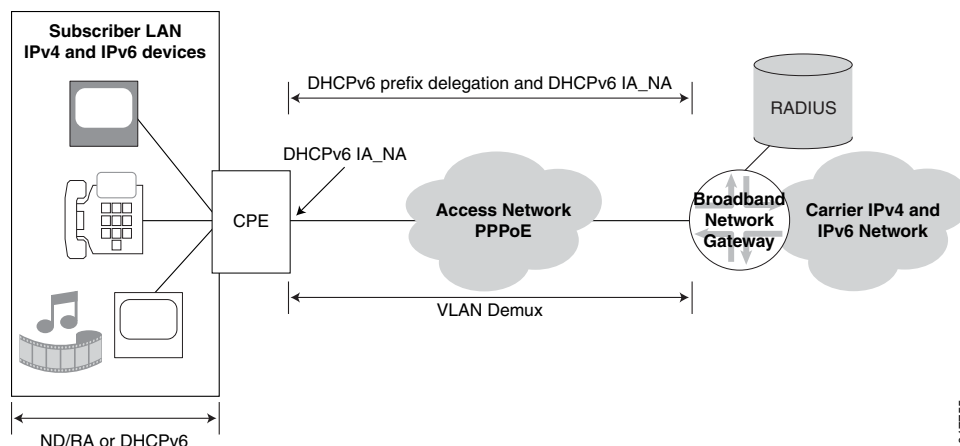 Subscriber LAN
IPv4 and IPv6 devices
DHCPv6 prefix delegation and DHCPv6 IA_NA
RADIUS
DHCPv6 IA_NA
CPE
Access Network
PPPoE
Broadband
Network
Gateway
Carrier IPv4 and
IPv6 Network
VLAN Demux
ND/RA or DHCPv6